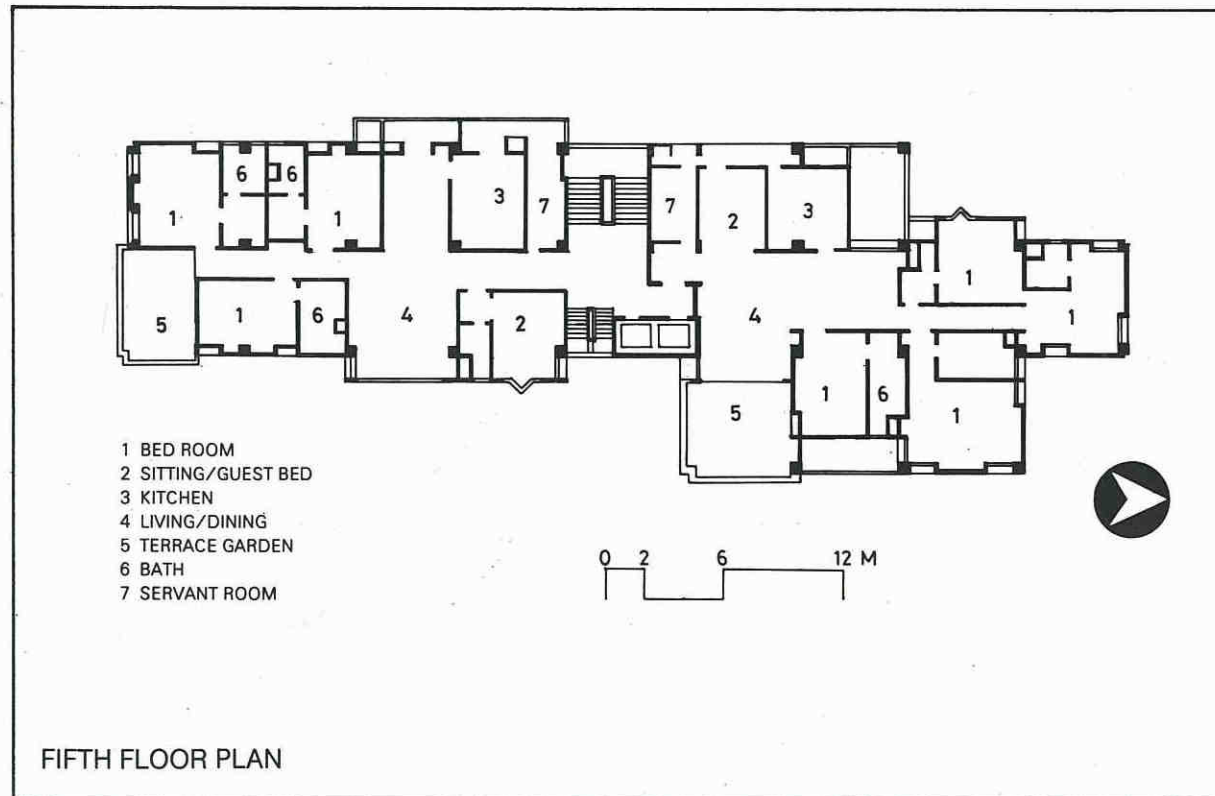 6
6
3
7
7
2
3
1
1
1
1
5
1
6
4
2
4
5
1
6
1
1 BED ROOM
2 SITTING/GUEST BED
3 KITCHEN
4 LIVING/DINING
5 TERRACE GARDEN
6 BATH
7 SERVANT ROOM
0 2 6 12 M
FIFTH FLOOR PLAN